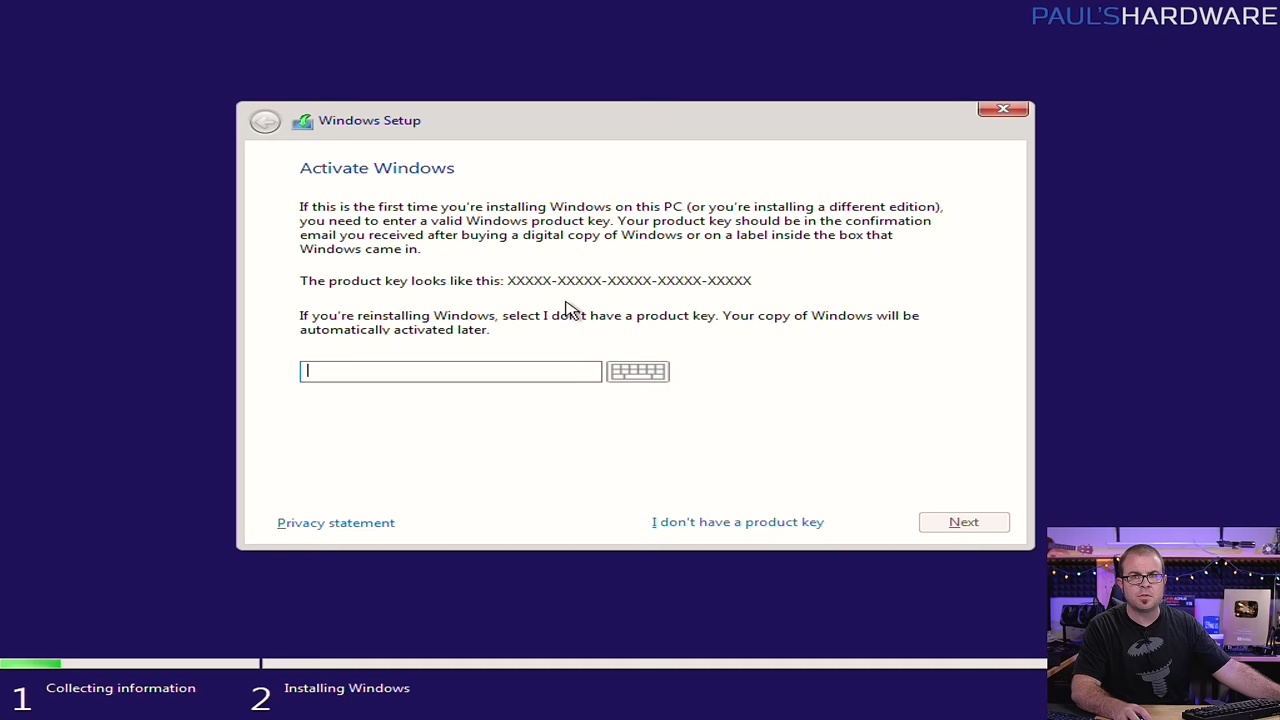 PAUL'SHARDWARE
Windows Setup
Activate Windows
If this is the first time you're installing Windows on this PC (or you're installing a different edition),
you need to enter a valid Windows product key. Your product key should be in the confirmation
email you received after buying a digital copy of Windows or on a label inside the box that
Windows came in.
The product key looks like this: XXXXX-XXXXX-XXXXX-XXXXX-XXXXX
If you're reinstalling Windows, select I don't have a product key. Your copy of Windows will be
automatically activated later.
Privacy statement
I don't have a product key
Next
1 Collecting information
2 Installing Windows